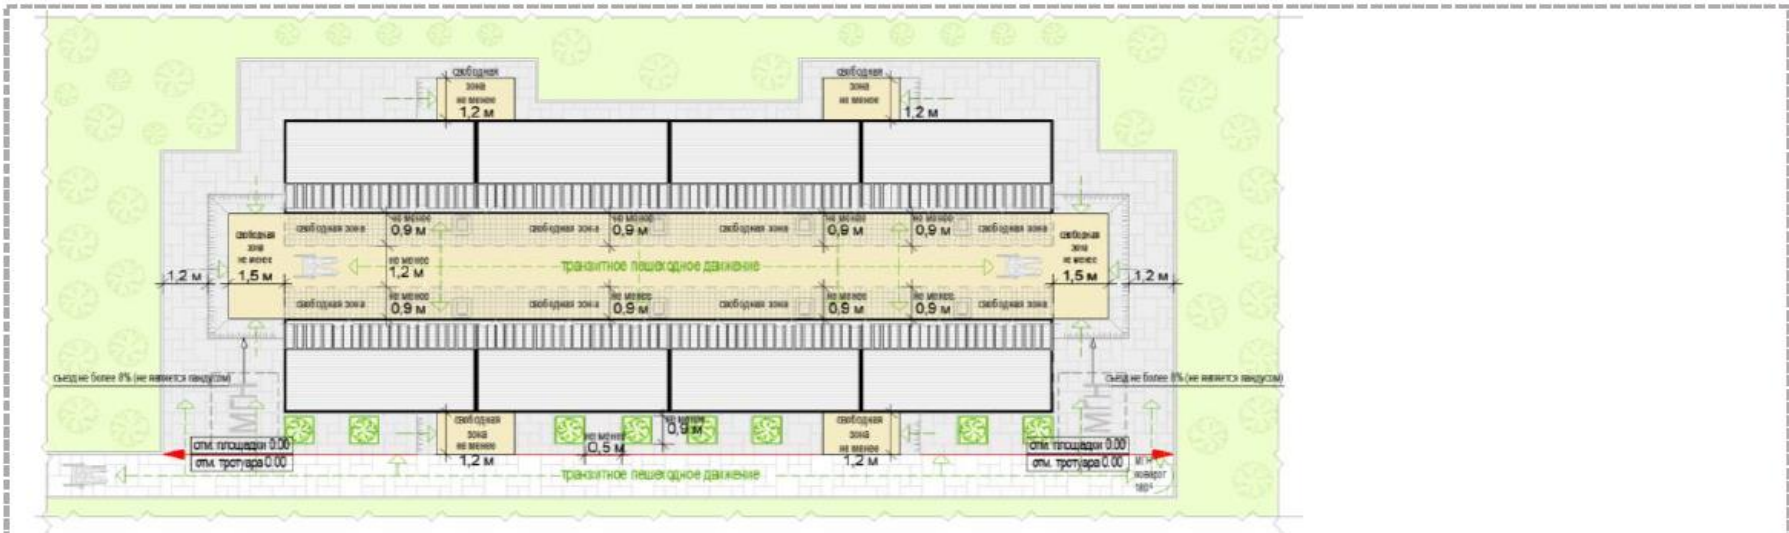 свободная
зона
не менее
1,2 м
свободная
зона
не менее
1,2 м
не менее
0,9 м
не менее
0,9 м
не менее
0,9 м
не менее
0,9 м
свободная зона
свободная зона
свободная зона
свободная зона
свободная
зона
не менее
1,5 м
1,2 м
не менее
1,2 м
транзитное пешеходное движение
свободная
зона
не менее
1,5 м
1,2 м
свободная зона
свободная зона
свободная зона
свободная зона
не менее
0,9 м
не менее
0,9 м
не менее
0,9 м
не менее
0,9 м
съезд не более 8% (не является пандусом)
съезд не более 8% (не является пандусом)
МГН
МГН
свободная
зона
не менее
1,2 м
не менее
0,5 м
не менее
0,9 м
свободная
зона
не менее
1,2 м
отм. площадки 0.00
отм. тротуара 0.00
отм. площадки 0.00
отм. тротуара 0.00
транзитное пешеходное движение
МГН
поворот
180°